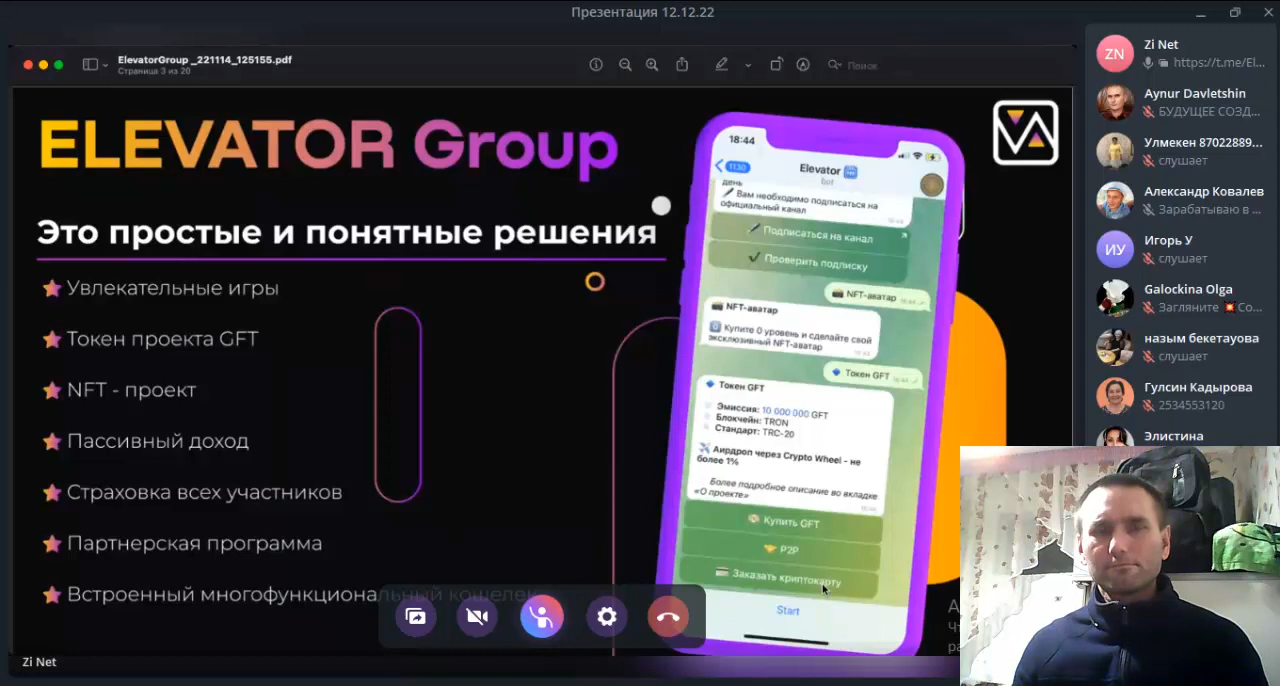 Презентация 12.12.22
ElevatorGroup _221114_125155.pdf
Страница 3 из 20
Поиск
ELEVATOR Group
Это простые и понятные решения
Увлекательные игры
Токен проекта GFT
NFT - проект
Пассивный доход
Страховка всех участников
Партнерская программа
Встроенный многофункциональный кошелек
18:44
1130
Elevator
bot
день
Вам необходимо подписаться на
официальный канал
Подписаться на канал
Проверить подписку
NFT-аватар
NFT-аватар
Купите 0 уровень и сделайте свой
эксклюзивный NFT-аватар
Токен GFT
Токен GFT
Эмиссия: 10 000 000 GFT
Блокчейн: TRON
Стандарт: TRC-20
Аирдроп через Crypto Wheel - не
более 1%
Более подробное описание во вкладке
«О проекте»
Купить GFT
P2P
Заказать криптокарту
Start
Zi Net
ZN
Zi Net
https://t.me/El...
Aynur Davletshin
БУДУЩЕЕ СОЗД...
Улмекен 87022889...
слушает
Александр Ковалев
Зарабатываю в ...
ИУ
Игорь У
слушает
Galockina Olga
Загляните Со...
назым бекетауова
слушает
Гулсин Кадырова
2534553120
Элистина